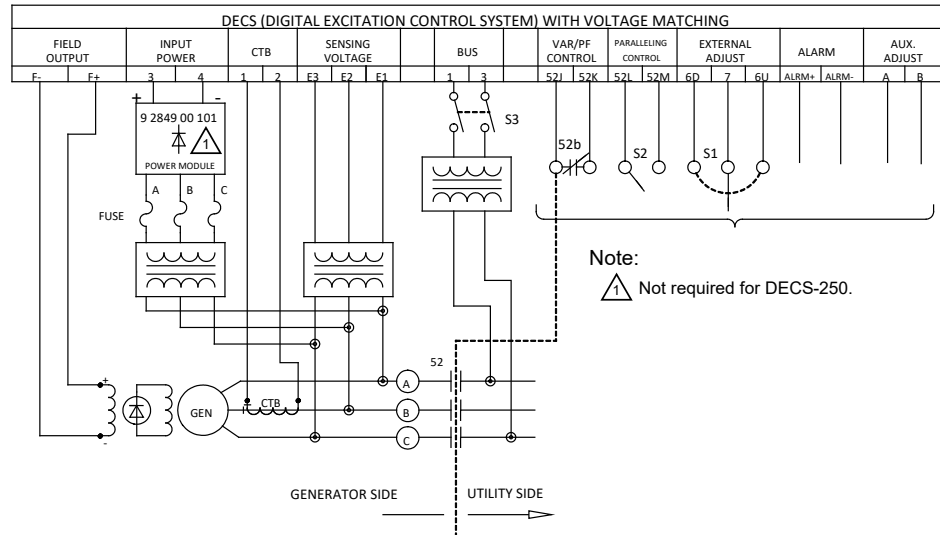 DECS (DIGITAL EXCITATION CONTROL SYSTEM) WITH VOLTAGE MATCHING
FIELD OUTPUT
INPUT POWER
CTB
SENSING VOLTAGE
BUS
VAR/PF CONTROL
PARALLELING CONTROL
EXTERNAL ADJUST
ALARM
AUX. ADJUST
F- F+ 3 4 1 2 E3 E2 E1 1 3 52J 52K 52L 52M 6D 7 6U ALRM+ ALRM- A B
+ -
9 2849 00 101
1
POWER MODULE
A B C
FUSE
S3
52b
S2
S1
Note:
1 Not required for DECS-250.
52
+
-
GEN
+
CTB
A
B
C
GENERATOR SIDE
UTILITY SIDE